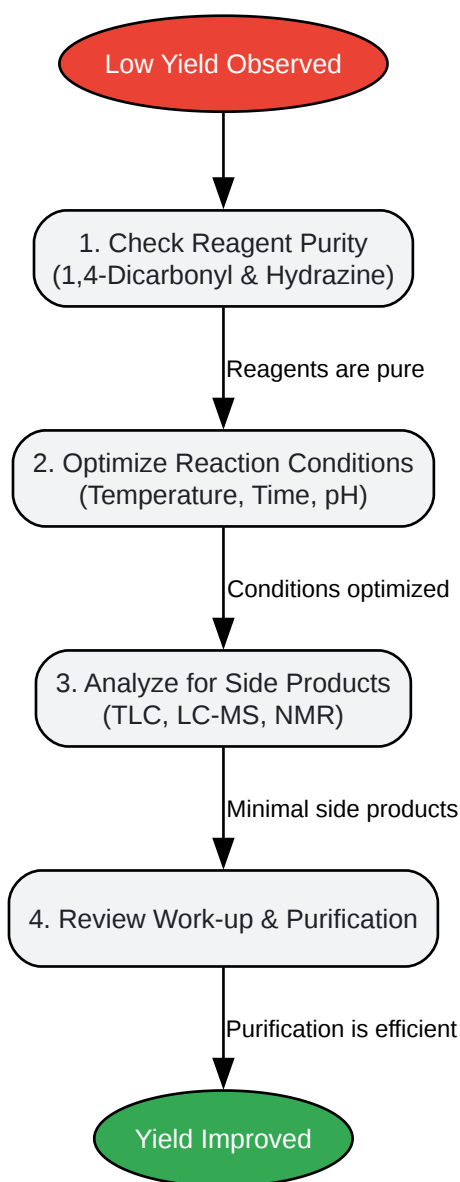 Low Yield Observed
1. Check Reagent Purity
(1,4-Dicarbonyl & Hydrazine)
Reagents are pure
2. Optimize Reaction Conditions
(Temperature, Time, pH)
Conditions optimized
3. Analyze for Side Products
(TLC, LC-MS, NMR)
Minimal side products
4. Review Work-up & Purification
Purification is efficient
Yield Improved